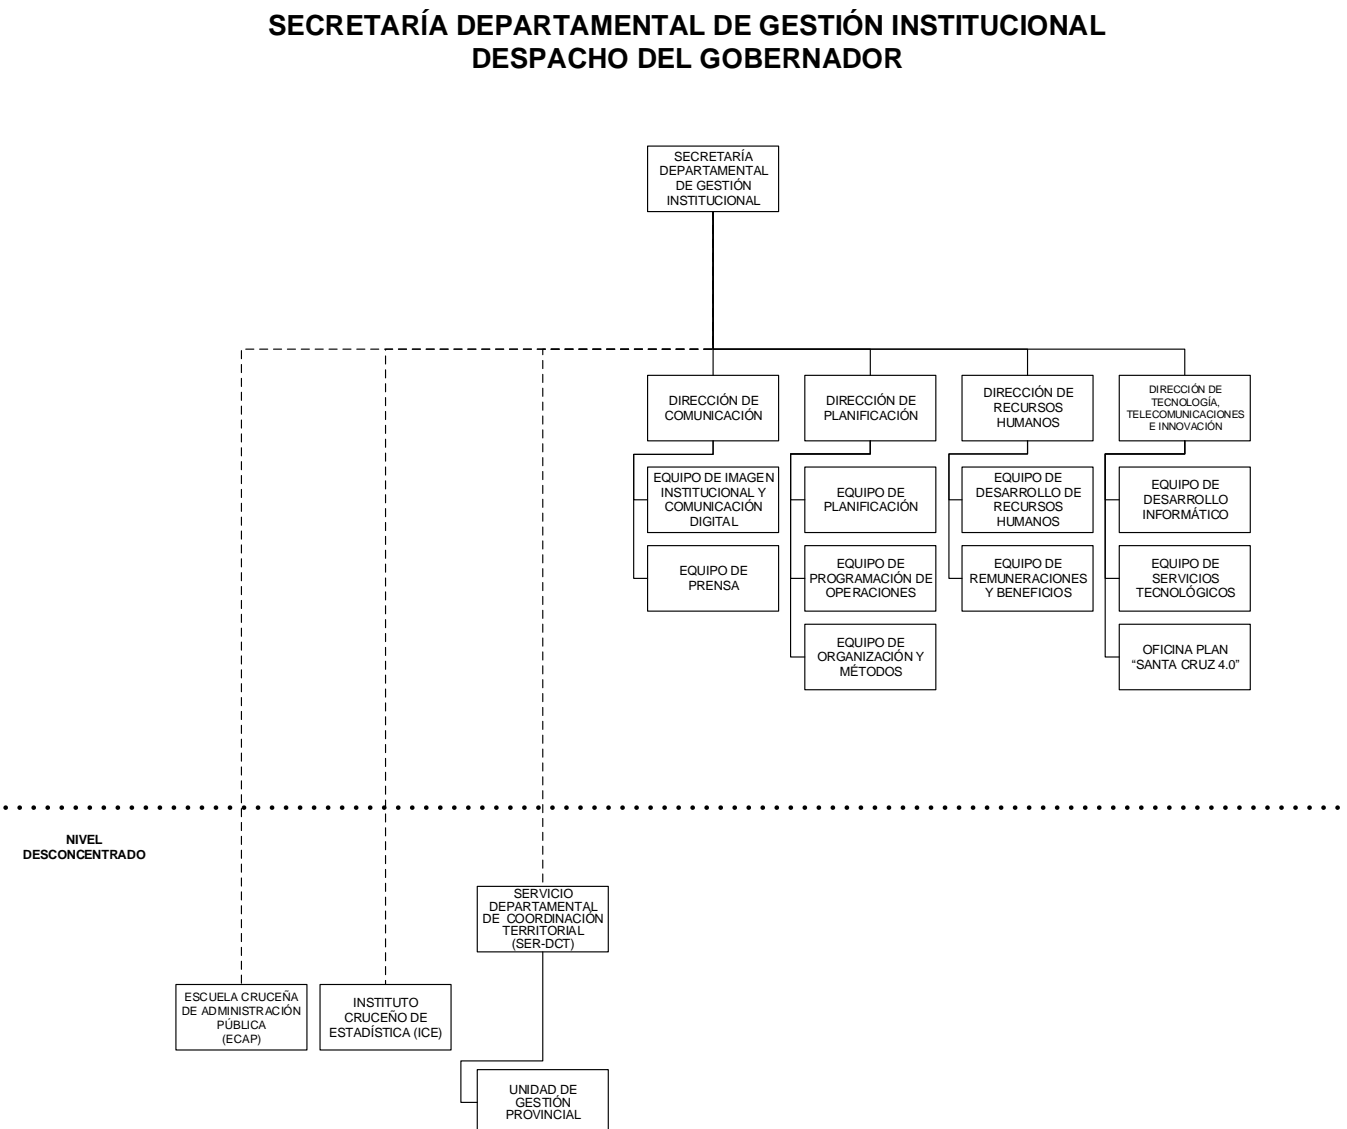 SECRETARÍA DEPARTAMENTAL DE GESTIÓN INSTITUCIONAL
DESPACHO DEL GOBERNADOR
SECRETARÍA
DEPARTAMENTAL
DE GESTIÓN
INSTITUCIONAL
DIRECCIÓN DE
COMUNICACIÓN
DIRECCIÓN DE
PLANIFICACIÓN
DIRECCIÓN DE
RECURSOS
HUMANOS
DIRECCIÓN DE
TECNOLOGÍA,
TELECOMUNICACIONES
E INNOVACIÓN
EQUIPO DE IMAGEN
INSTITUCIONAL Y
COMUNICACIÓN
DIGITAL
EQUIPO DE
PLANIFICACIÓN
EQUIPO DE
DESARROLLO DE
RECURSOS
HUMANOS
EQUIPO DE
DESARROLLO
INFORMÁTICO
EQUIPO DE
PRENSA
EQUIPO DE
PROGRAMACIÓN DE
OPERACIONES
EQUIPO DE
REMUNERACIONES
Y BENEFICIOS
EQUIPO DE
SERVICIOS
TECNOLÓGICOS
EQUIPO DE
ORGANIZACIÓN Y
MÉTODOS
OFICINA PLAN
“SANTA CRUZ 4.0”
NIVEL
DESCONCENTRADO
SERVICIO
DEPARTAMENTAL
DE COORDINACIÓN
TERRITORIAL
(SER-DCT)
ESCUELA CRUCEÑA
DE ADMINISTRACIÓN
PÚBLICA
(ECAP)
INSTITUTO
CRUCEÑO DE
ESTADÍSTICA (ICE)
UNIDAD DE
GESTIÓN
PROVINCIAL